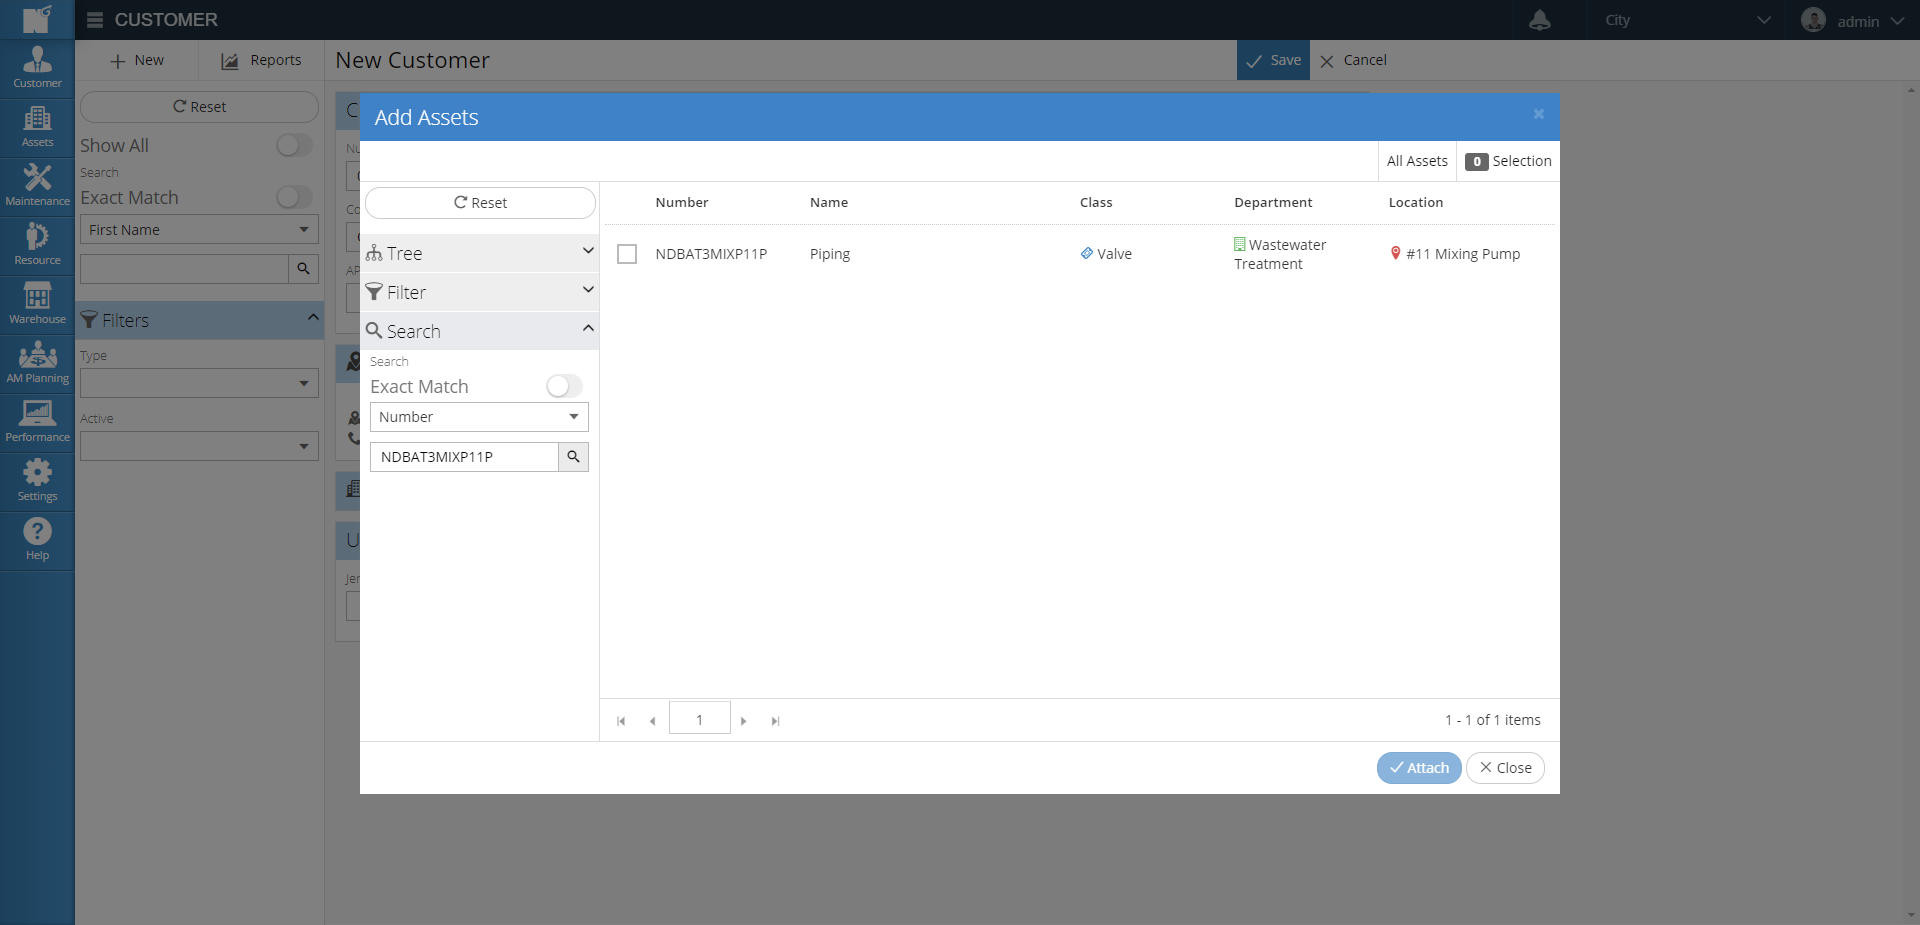 CUSTOMER
City
admin
Customer
Assets
Maintenance
Resource
Warehouse
AM Planning
Performance
Settings
Help
New
Reports
Reset
Show All
Search
Exact Match
First Name
Filters
Type
Active
New Customer
Save
Cancel
Add Assets
All Assets
0 Selection
Reset
Tree
Filter
Search
Search
Exact Match
Number
NDBAT3MIXP11P
Number Name Class Department Location
NDBAT3MIXP11P Piping Valve Wastewater Treatment #11 Mixing Pump
1
1 - 1 of 1 items
Attach
Close